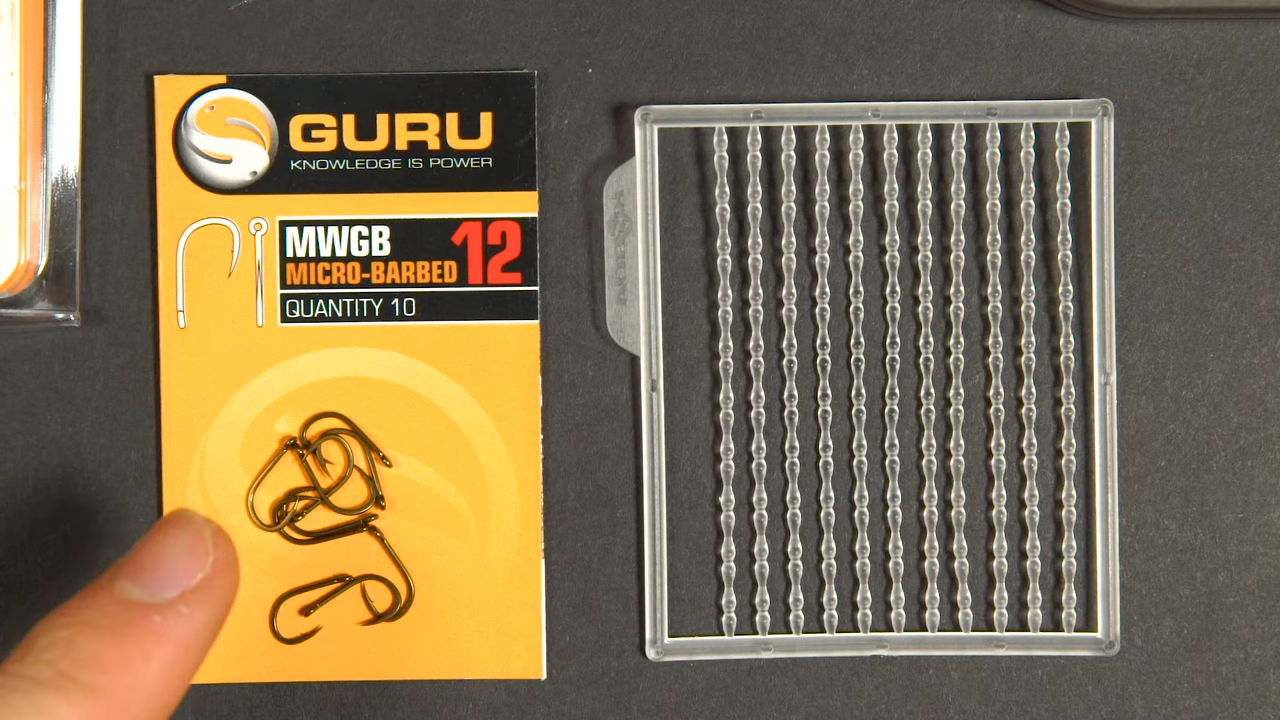 GURU
KNOWLEDGE IS POWER
MWGB
MICRO-BARBED 12
QUANTITY 10